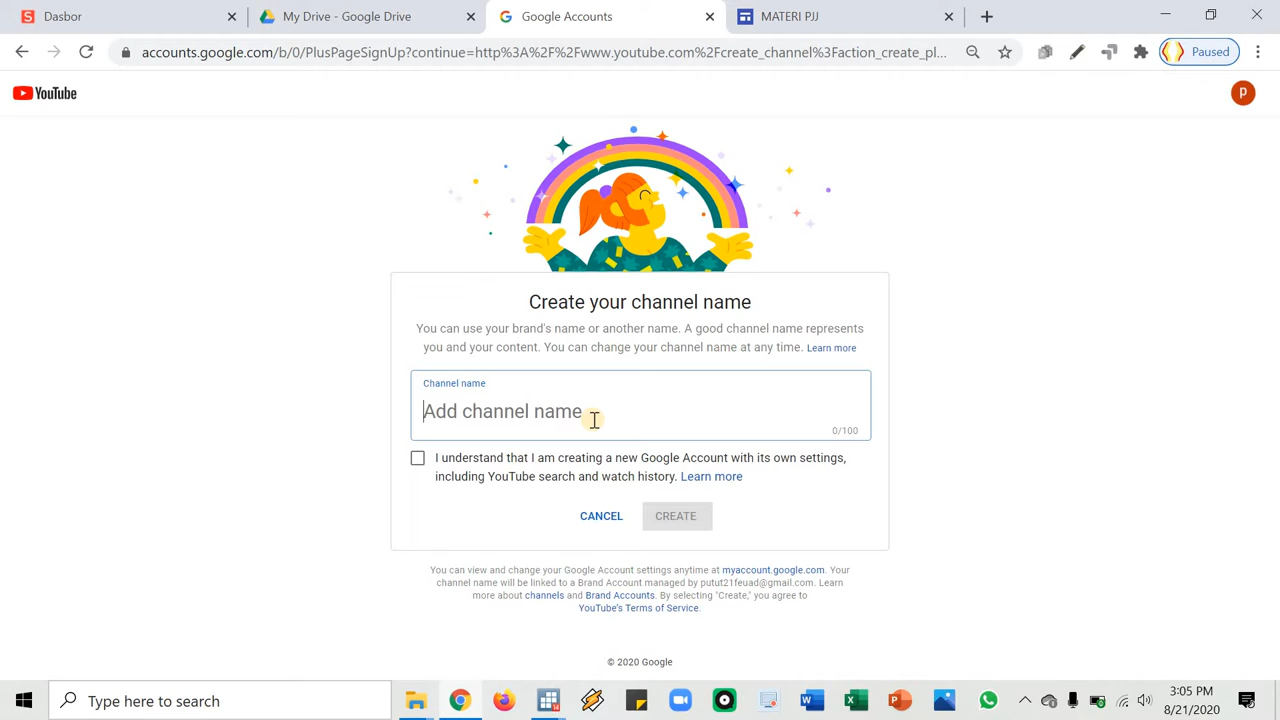 Dasbor
My Drive - Google Drive
Google Accounts
MATERI PJJ
accounts.google.com/b/0/PlusPageSignUp?continue=http%3A%2F%2Fwww.youtube.com%2Fcreate_channel%3Faction_create_pl...
Paused
YouTube
p
Create your channel name
You can use your brand's name or another name. A good channel name represents
you and your content. You can change your channel name at any time. Learn more
Channel name
Add channel name
0/100
I understand that I am creating a new Google Account with its own settings,
including YouTube search and watch history. Learn more
CANCEL
CREATE
You can view and change your Google Account settings anytime at myaccount.google.com. Your
channel name will be linked to a Brand Account managed by putut21feuad@gmail.com. Learn
more about channels and Brand Accounts. By selecting "Create," you agree to
YouTube's Terms of Service.
© 2020 Google
Type here to search
3:05 PM
8/21/2020